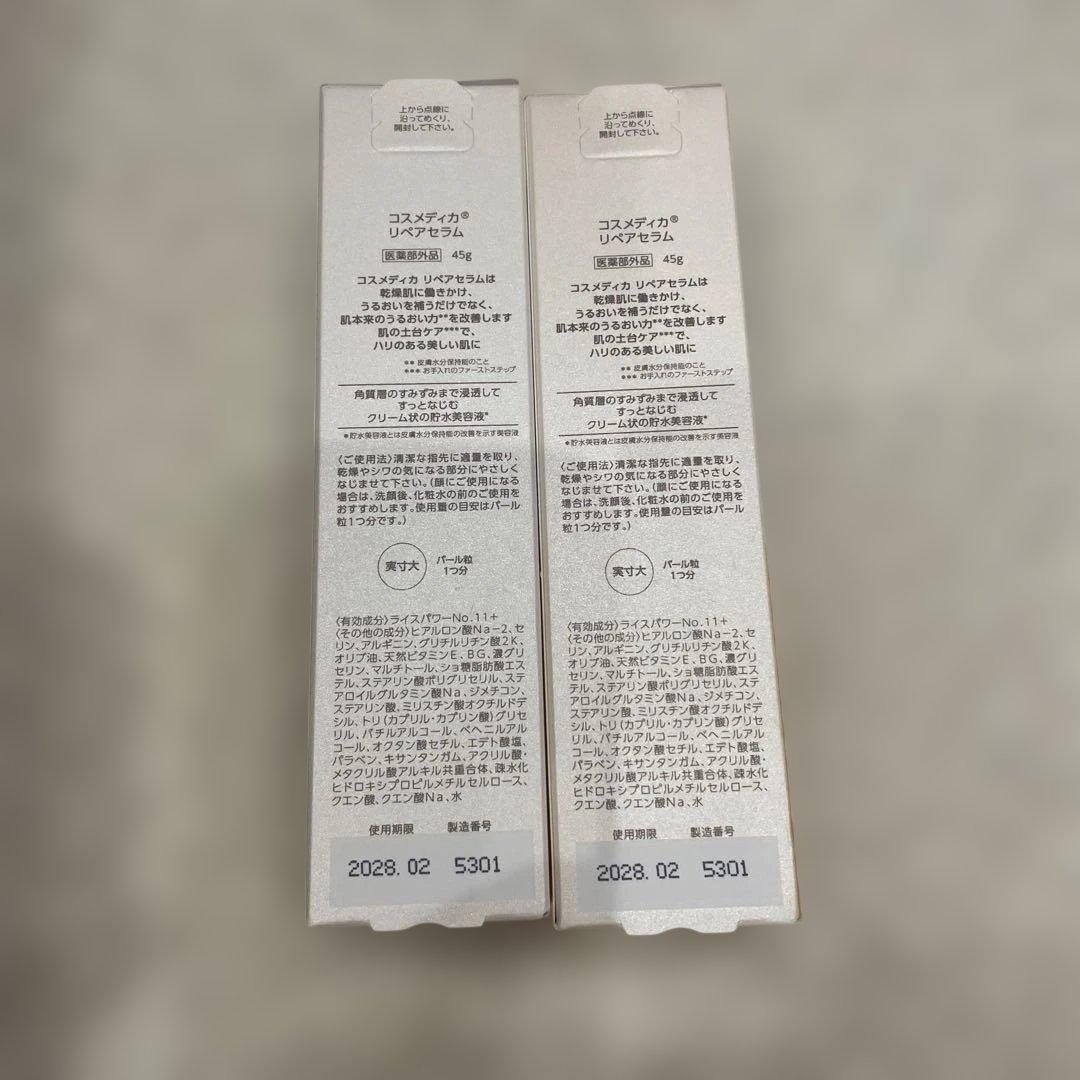 上から点線に
沿ってめくり、
開封して下さい。
コスメディカ®
リペアセラム
医薬部外品 45g
コスメディカ リペアセラムは
乾燥肌に働きかけ、
うるおいを補うだけでなく、
肌本来のうるおい力**を改善します
肌の土台ケア***で、
ハリのある美しい肌に
** 皮膚水分保持能のこと
*** お手入れのファーストステップ
角質層のすみずみまで浸透して
すっとなじむ
クリーム状の貯水美容液*
*貯水美容液とは皮膚水分保持能の改善を示す美容液
〈ご使用法〉清潔な指先に適量を取り、
乾燥やシワの気になる部分にやさしく
なじませて下さい。(顔にご使用になる
場合は、洗顔後、化粧水の前のご使用を
おすすめします。使用量の目安はパール
粒1つ分です。)
実寸大
パール粒
1つ分
〈有効成分〉ライスパワーNo.11+
〈その他の成分〉ヒアルロン酸Na-2、セ
リン、アルギニン、グリチルリチン酸2K、
オリブ油、天然ビタミンE、BG、濃グリ
セリン、マルチトール、ショ糖脂肪酸エス
テル、ステアリン酸ポリグリセリル、ステ
アロイルグルタミン酸Na、ジメチコン、
ステアリン酸、ミリスチン酸オクチルドデ
シル、トリ(カプリル・カプリン酸)グリセ
リル、バチルアルコール、ベヘニルアル
コール、オクタン酸セチル、エデト酸塩、
パラベン、キサンタンガム、アクリル酸・
メタクリル酸アルキル共重合体、疎水化
ヒドロキシプロピルメチルセルロース、
クエン酸、クエン酸Na、水
使用期限 製造番号
2028.02 5301
上から点線に
沿ってめくり、
開封して下さい。
コスメディカ®
リペアセラム
医薬部外品 45g
コスメディカ リペアセラムは
乾燥肌に働きかけ、
うるおいを補うだけでなく、
肌本来のうるおい力**を改善します
肌の土台ケア***で、
ハリのある美しい肌に
** 皮膚水分保持能のこと
*** お手入れのファーストステップ
角質層のすみずみまで浸透して
すっとなじむ
クリーム状の貯水美容液*
*貯水美容液とは皮膚水分保持能の改善を示す美容液
〈ご使用法〉清潔な指先に適量を取り、
乾燥やシワの気になる部分にやさしく
なじませて下さい。(顔にご使用になる
場合は、洗顔後、化粧水の前のご使用を
おすすめします。使用量の目安はパール
粒1つ分です。)
実寸大
パール粒
1つ分
〈有効成分〉ライスパワーNo.11+
〈その他の成分〉ヒアルロン酸Na-2、セ
リン、アルギニン、グリチルリチン酸2K、
オリブ油、天然ビタミンE、BG、濃グリ
セリン、マルチトール、ショ糖脂肪酸エス
テル、ステアリン酸ポリグリセリル、ステ
アロイルグルタミン酸Na、ジメチコン、
ステアリン酸、ミリスチン酸オクチルドデ
シル、トリ(カプリル・カプリン酸)グリセ
リル、バチルアルコール、ベヘニルアル
コール、オクタン酸セチル、エデト酸塩、
パラベン、キサンタンガム、アクリル酸・
メタクリル酸アルキル共重合体、疎水化
ヒドロキシプロピルメチルセルロース、
クエン酸、クエン酸Na、水
使用期限 製造番号
2028.02 5301